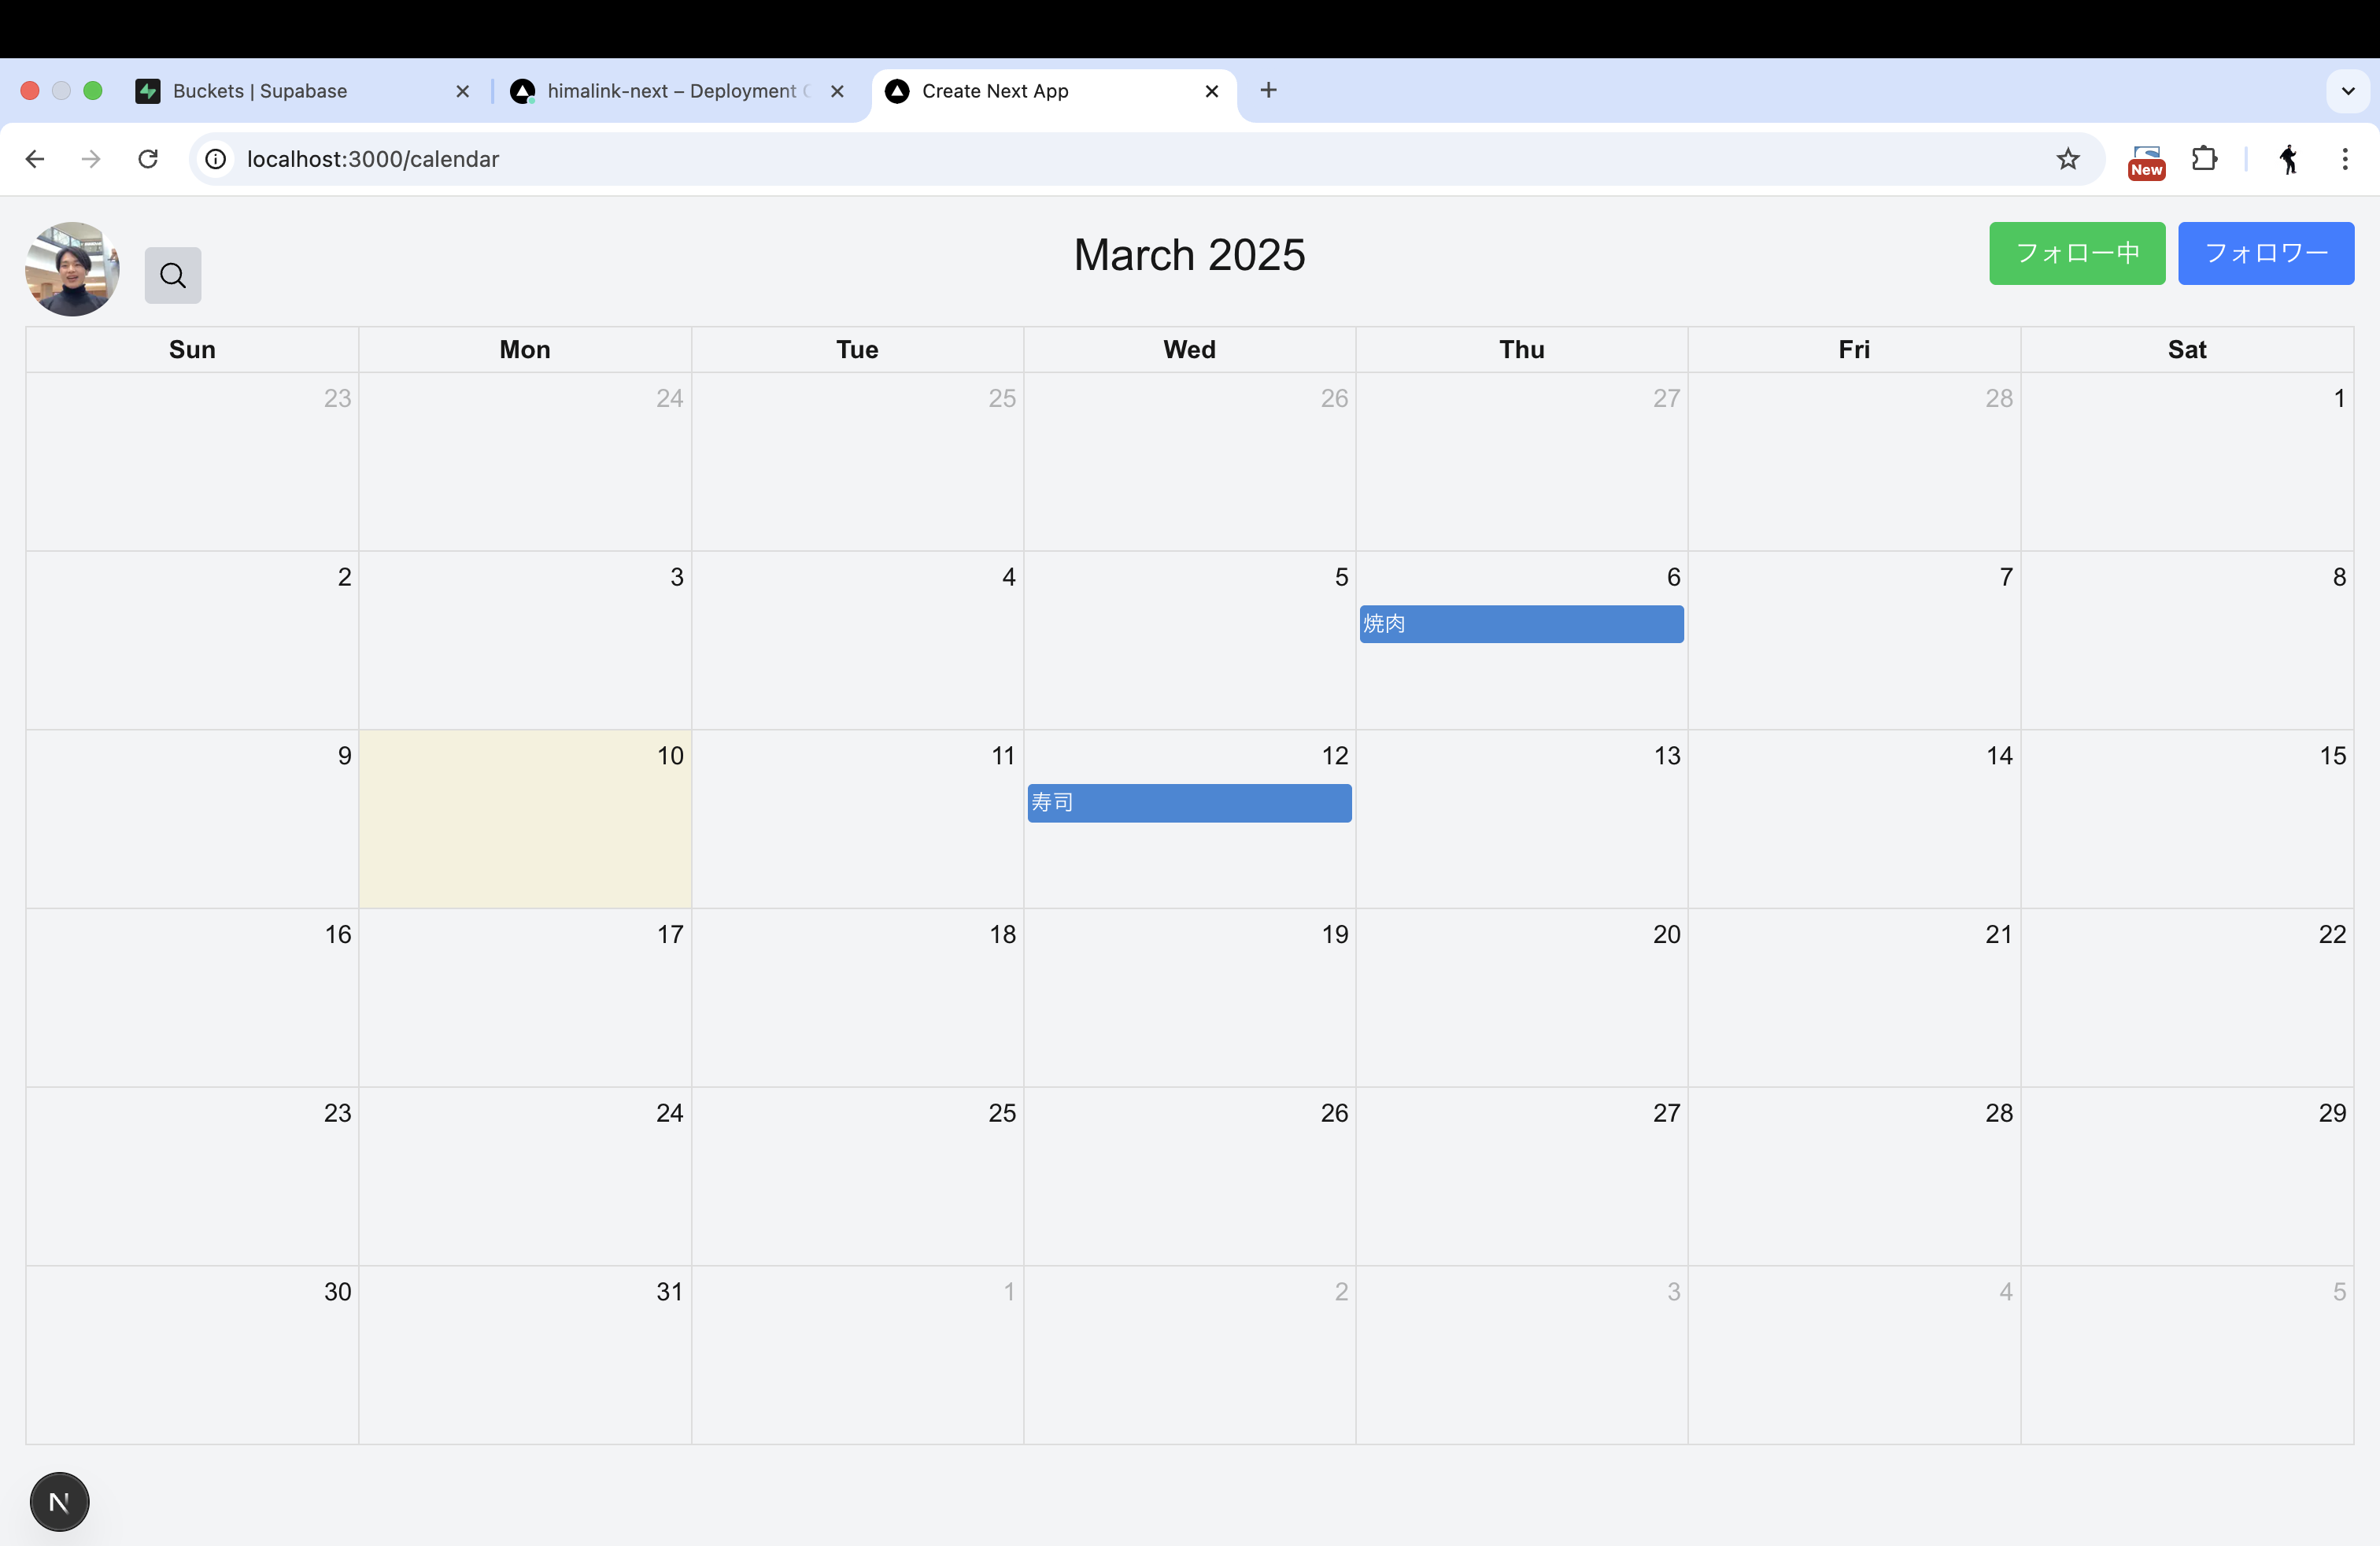 Buckets | Supabase
himalink-next – Deployment
Create Next App
localhost:3000/calendar
New
March 2025
フォロー中
フォロワー
Sun Mon Tue Wed Thu Fri Sat
23 24 25 26 27 28 1
2 3 4 5 6 7 8
焼肉
9 10 11 12 13 14 15
寿司
16 17 18 19 20 21 22
23 24 25 26 27 28 29
30 31 1 2 3 4 5
N